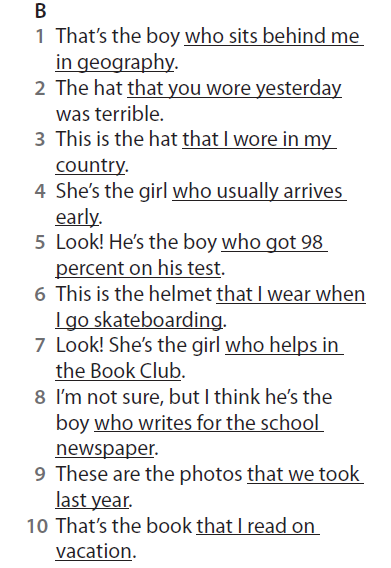 B
1 That's the boy who sits behind me
in geography.
2 The hat that you wore yesterday
was terrible.
3 This is the hat that I wore in my
country.
4 She's the girl who usually arrives
early.
5 Look! He's the boy who got 98
percent on his test.
6 This is the helmet that I wear when
I go skateboarding.
7 Look! She's the girl who helps in
the Book Club.
8 I'm not sure, but I think he's the
boy who writes for the school
newspaper.
9 These are the photos that we took
last year.
10 That's the book that I read on
vacation.